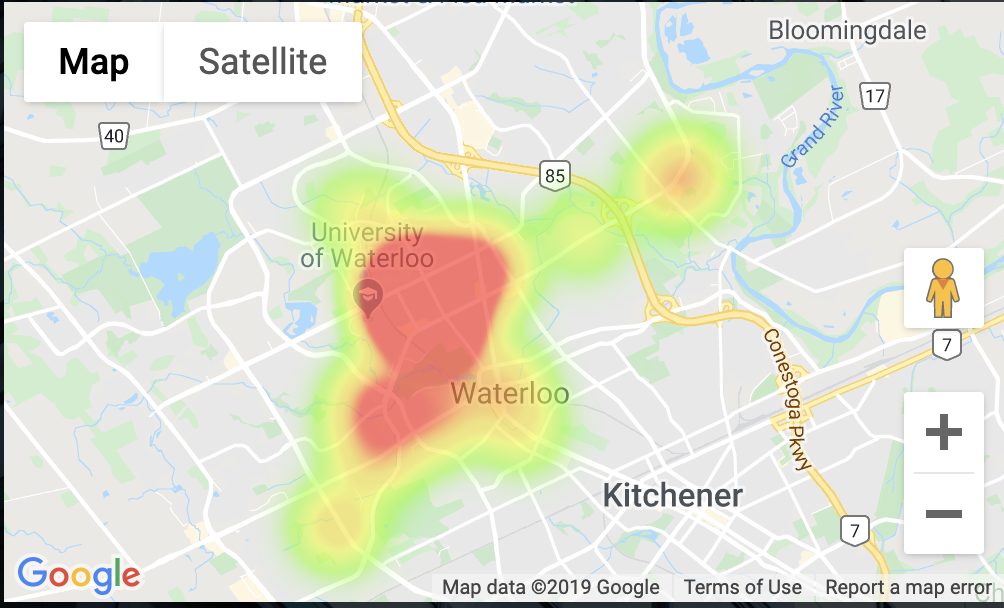 Map
Satellite
Bloomingdale
17
Grand River
40
85
University
of Waterloo
7
Conestoga Pkwy
Waterloo
Kitchener
7
Google
Map data ©2019 Google
Terms of Use
Report a map error